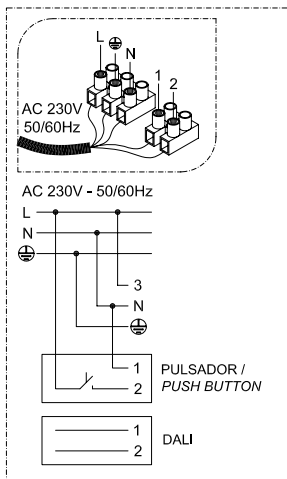 L
N
1
2
AC 230V
50/60Hz
AC 230V - 50/60Hz
L
N
3
N
1
2
PULSADOR /
PUSH BUTTON
1
2
DALI